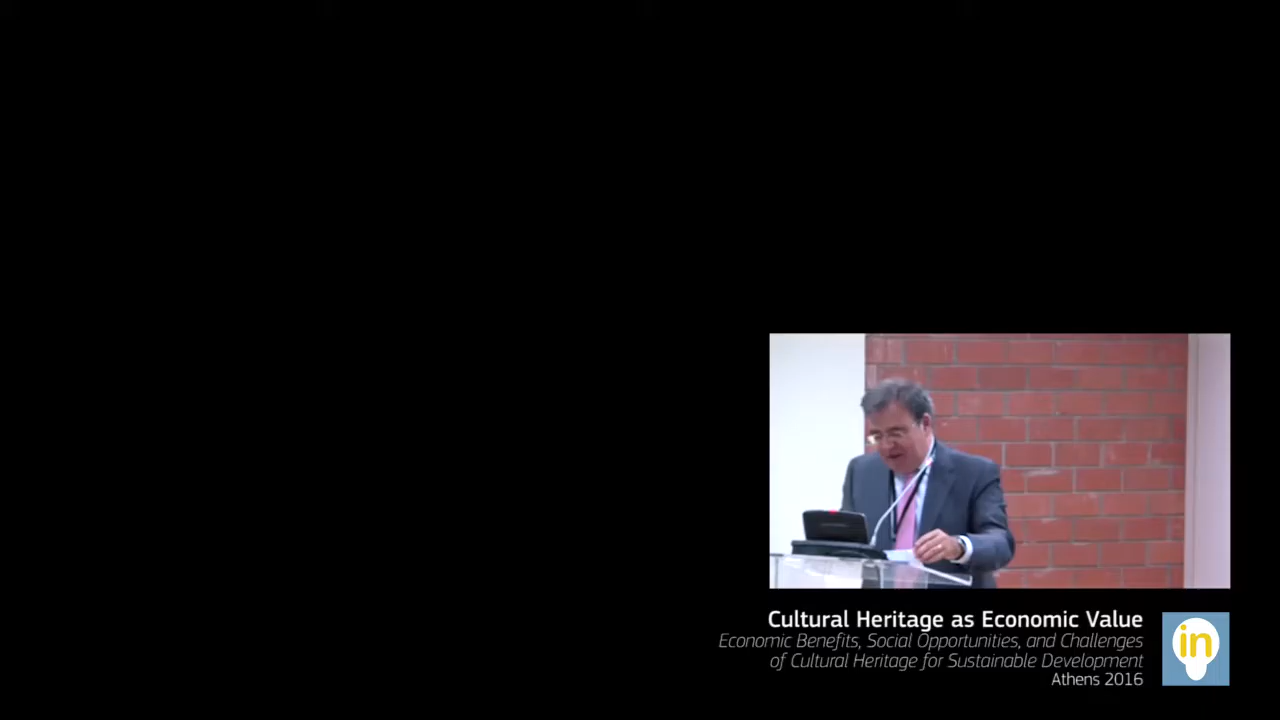 Cultural Heritage as Economic Value
Economic Benefits, Social Opportunities, and Challenges
of Cultural Heritage for Sustainable Development
Athens 2016
in